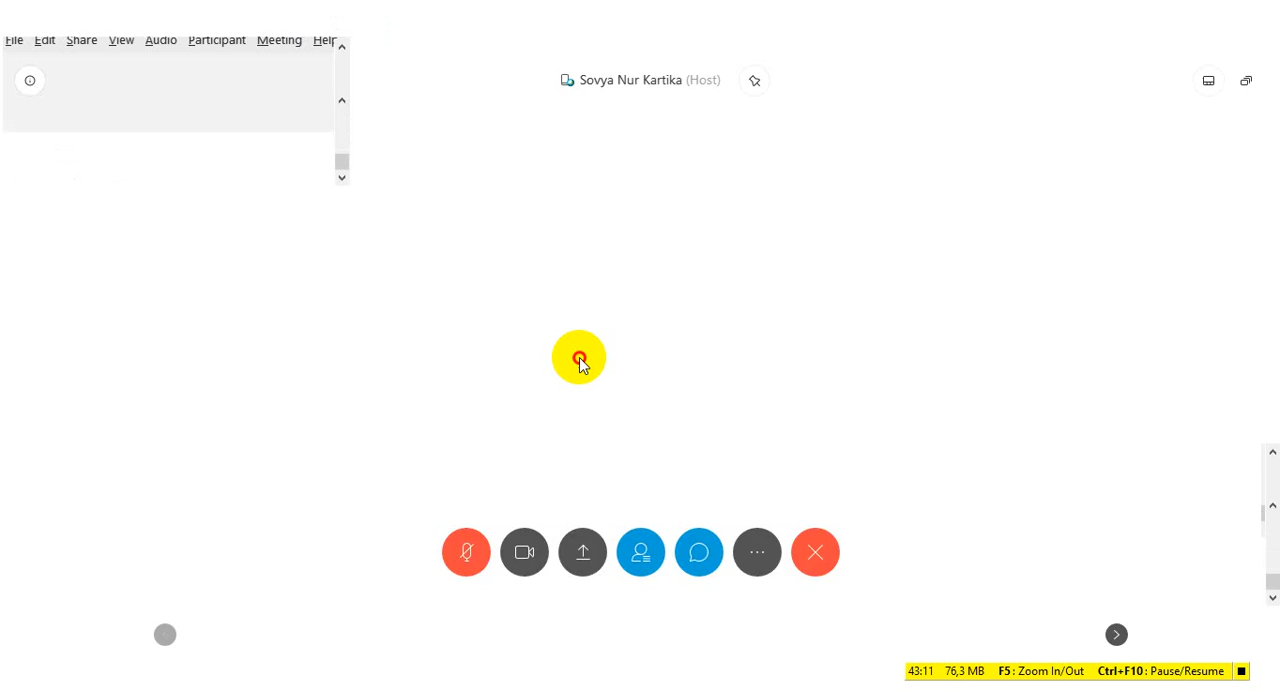 File Edit Share View Audio Participant Meeting Help
Sovya Nur Kartika (Host)
43:11 76,3 MB F5: Zoom In/Out Ctrl+F10: Pause/Resume